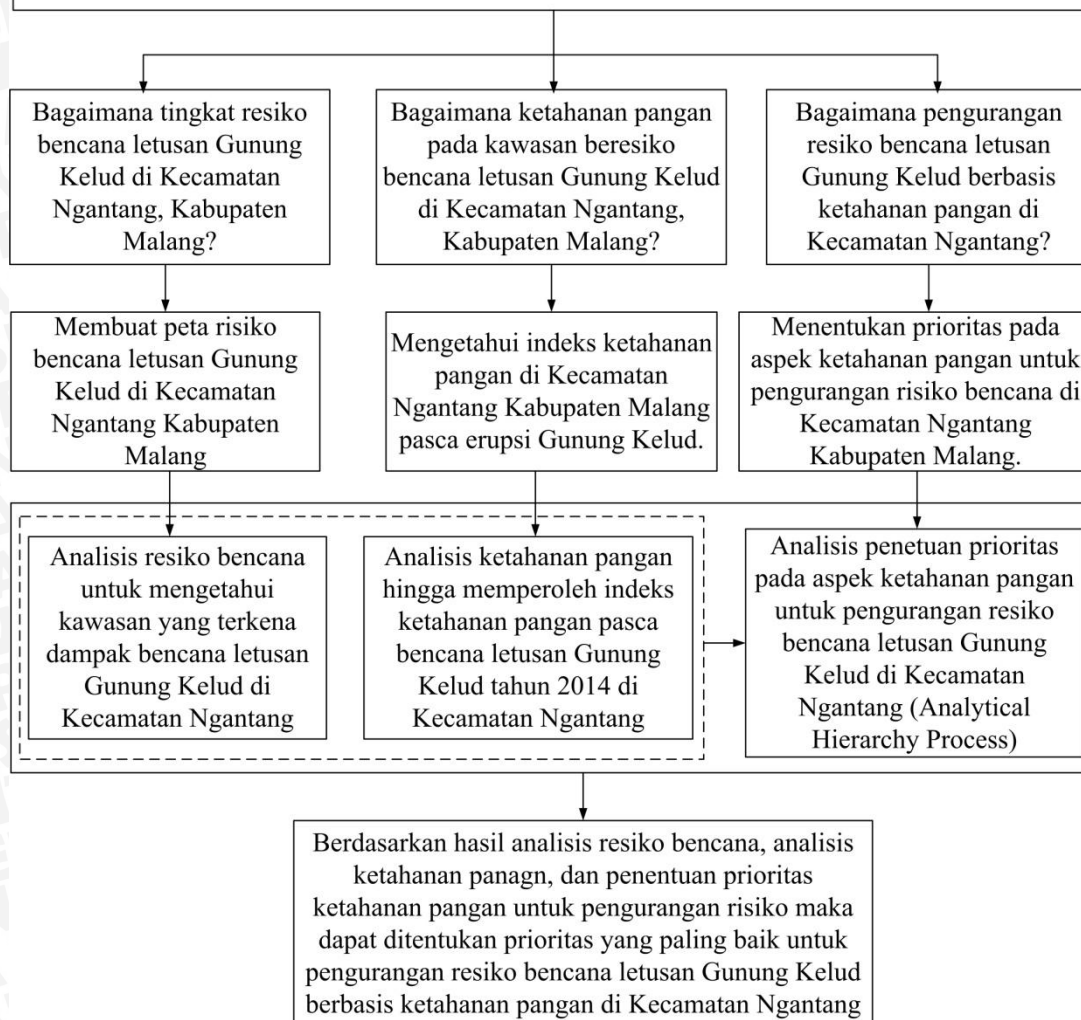 Bagaimana tingkat resiko
bencana letusan Gunung
Kelud di Kecamatan
Ngantang, Kabupaten
Malang?
Bagaimana ketahanan pangan
pada kawasan beresiko
bencana letusan Gunung Kelud
di Kecamatan Ngantang,
Kabupaten Malang?
Bagaimana pengurangan
resiko bencana letusan
Gunung Kelud berbasis
ketahanan pangan di
Kecamatan Ngantang?
Membuat peta risiko
bencana letusan Gunung
Kelud di Kecamatan
Ngantang Kabupaten
Malang
Mengetahui indeks ketahanan
pangan di Kecamatan
Ngantang Kabupaten Malang
pasca erupsi Gunung Kelud.
Menentukan prioritas pada
aspek ketahanan pangan untuk
pengurangan risiko bencana di
Kecamatan Ngantang
Kabupaten Malang.
Analisis resiko bencana
untuk mengetahui
kawasan yang terkena
dampak bencana letusan
Gunung Kelud di
Kecamatan Ngantang
Analisis ketahanan pangan
hingga memperoleh indeks
ketahanan pangan pasca
bencana letusan Gunung
Kelud tahun 2014 di
Kecamatan Ngantang
Analisis penetuan prioritas
pada aspek ketahanan pangan
untuk pengurangan resiko
bencana letusan Gunung
Kelud di Kecamatan
Ngantang (Analytical
Hierarchy Process)
Berdasarkan hasil analisis resiko bencana, analisis
ketahanan panagn, dan penentuan prioritas
ketahanan pangan untuk pengurangan risiko maka
dapat ditentukan prioritas yang paling baik untuk
pengurangan resiko bencana letusan Gunung Kelud
berbasis ketahanan pangan di Kecamatan Ngantang